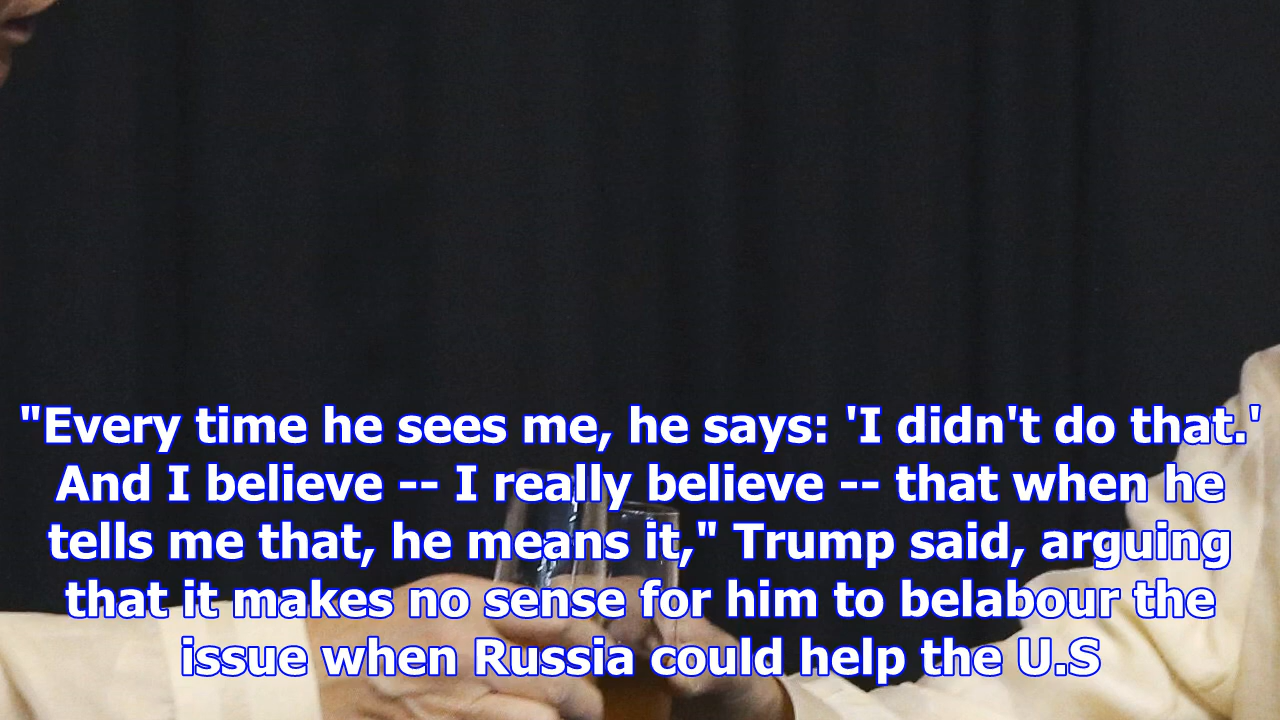 "Every time he sees me, he says: 'I didn't do that.'
And I believe -- I really believe -- that when he
tells me that, he means it," Trump said, arguing
that it makes no sense for him to belabour the
issue when Russia could help the U.S